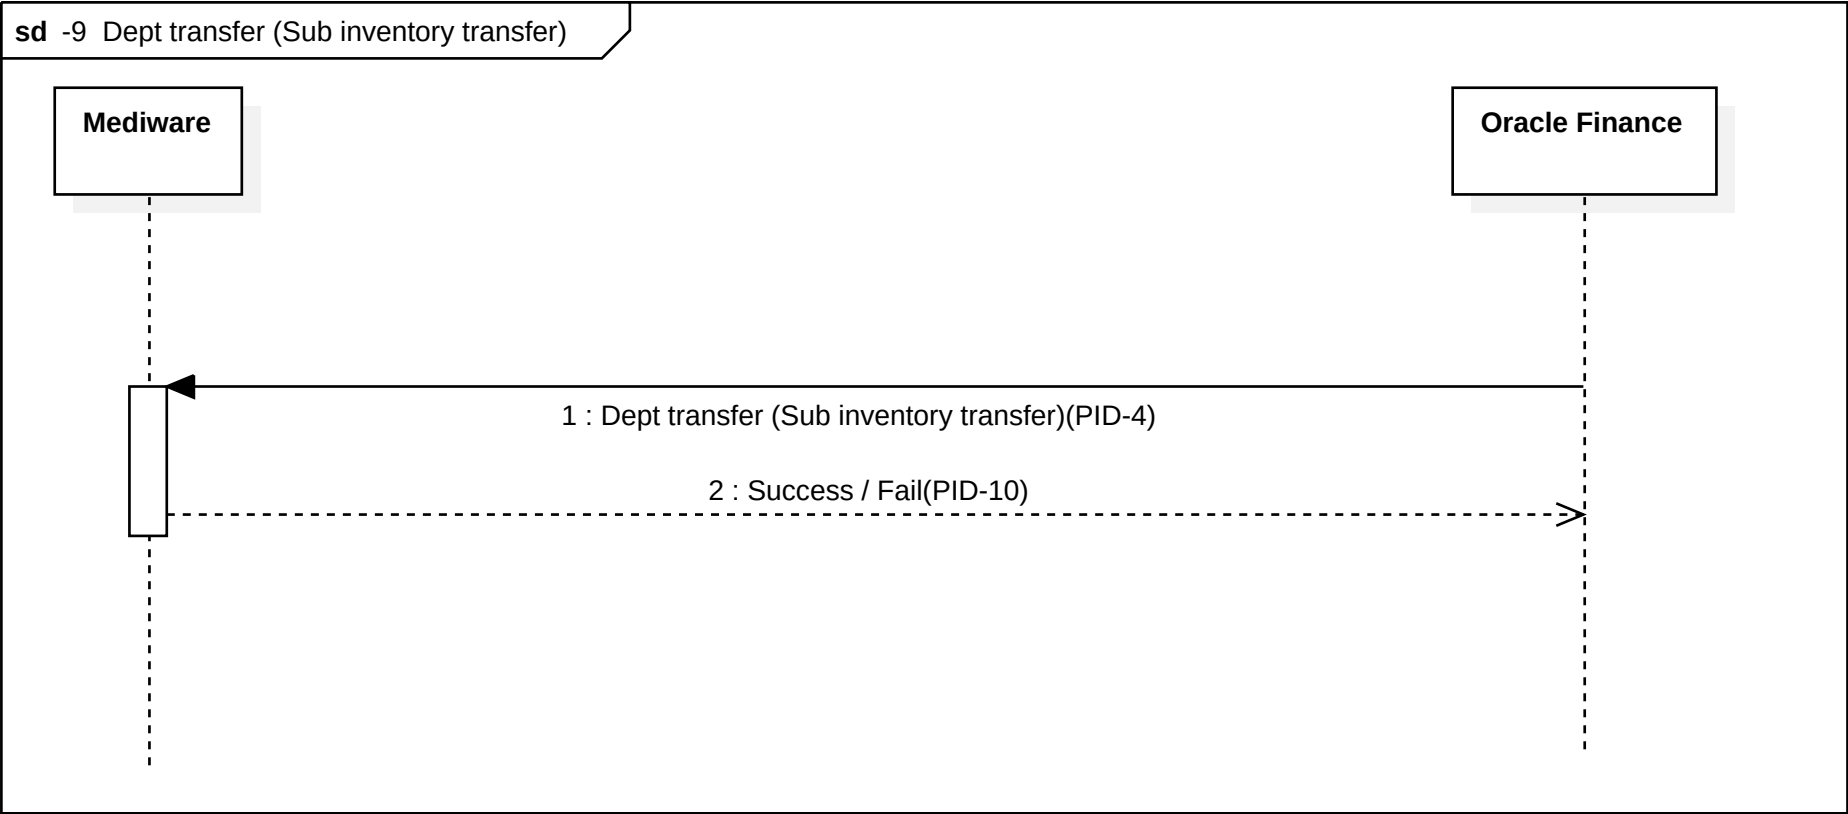 sd -9 Dept transfer (Sub inventory transfer)
Mediware
Oracle Finance
1 : Dept transfer (Sub inventory transfer)(PID-4)
2 : Success / Fail(PID-10)